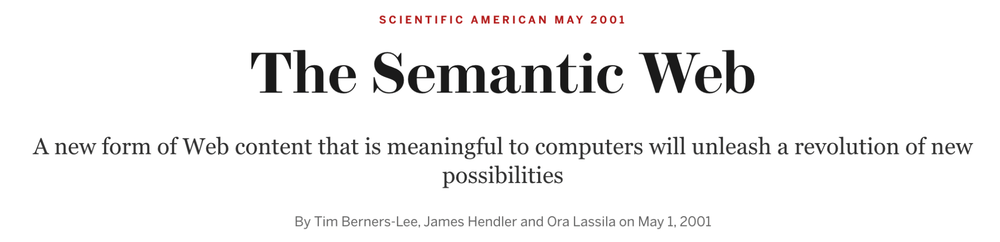 SCIENTIFIC AMERICAN MAY 2001
The Semantic Web
A new form of Web content that is meaningful to computers will unleash a revolution of new
possibilities
By Tim Berners-Lee, James Hendler and Ora Lassila on May 1, 2001